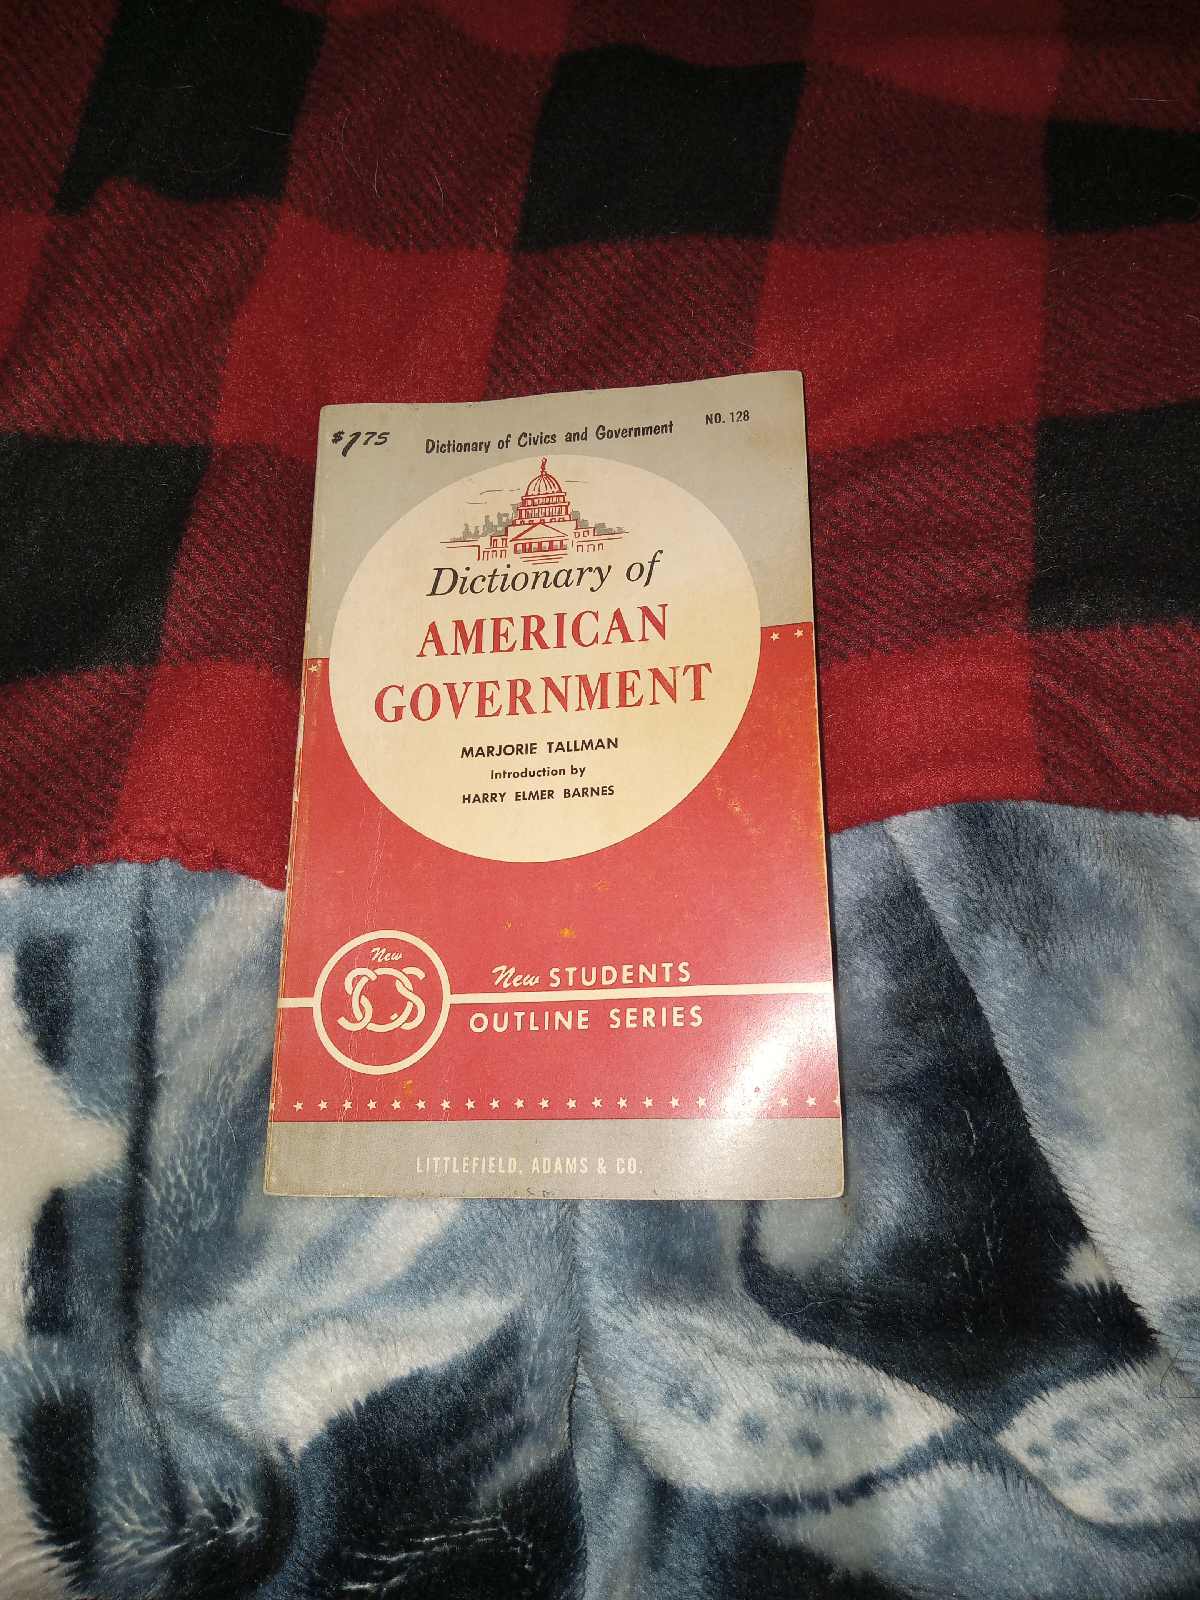 $1.75
Dictionary of Civics and Government
NO. 128
Dictionary of
AMERICAN
GOVERNMENT
MARJORIE TALLMAN
Introduction by
HARRY ELMER BARNES
New
SOS
New STUDENTS
OUTLINE SERIES
LITTLEFIELD, ADAMS & CO.